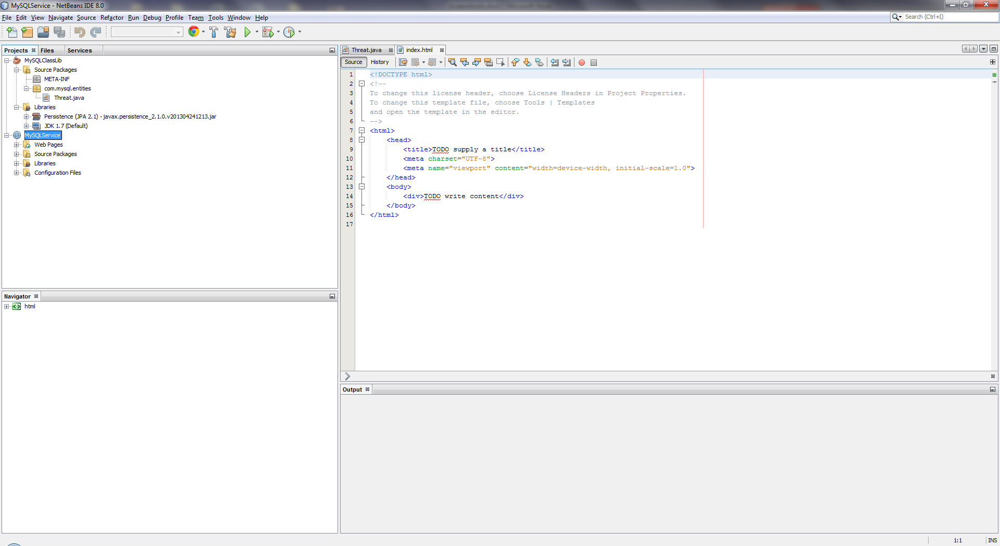 MySQLService - NetBeans IDE 8.0
File Edit View Navigate Source Refactor Run Debug Profile Team Tools Window Help
Search (Ctrl+I)
Projects Files Services
MySQLClassLib
Source Packages
META-INF
com.mysql.entities
Threat.java
Libraries
Persistence (JPA 2.1) - javax.persistence_2.1.0.v201304241213.jar
JDK 1.7 (Default)
MySQLService
Web Pages
Source Packages
Libraries
Configuration Files
Navigator
html
Threat.java index.html
Source History
1 <!DOCTYPE html>
2 <!--
3 To change this license header, choose License Headers in Project Properties.
4 To change this template file, choose Tools | Templates
5 and open the template in the editor.
6 -->
7 <html>
8 <head>
9 <title>TODO supply a title</title>
10 <meta charset="UTF-8">
11 <meta name="viewport" content="width=device-width, initial-scale=1.0">
12 </head>
13 <body>
14 <div>TODO write content</div>
15 </body>
16 </html>
17
Output
1:1 INS